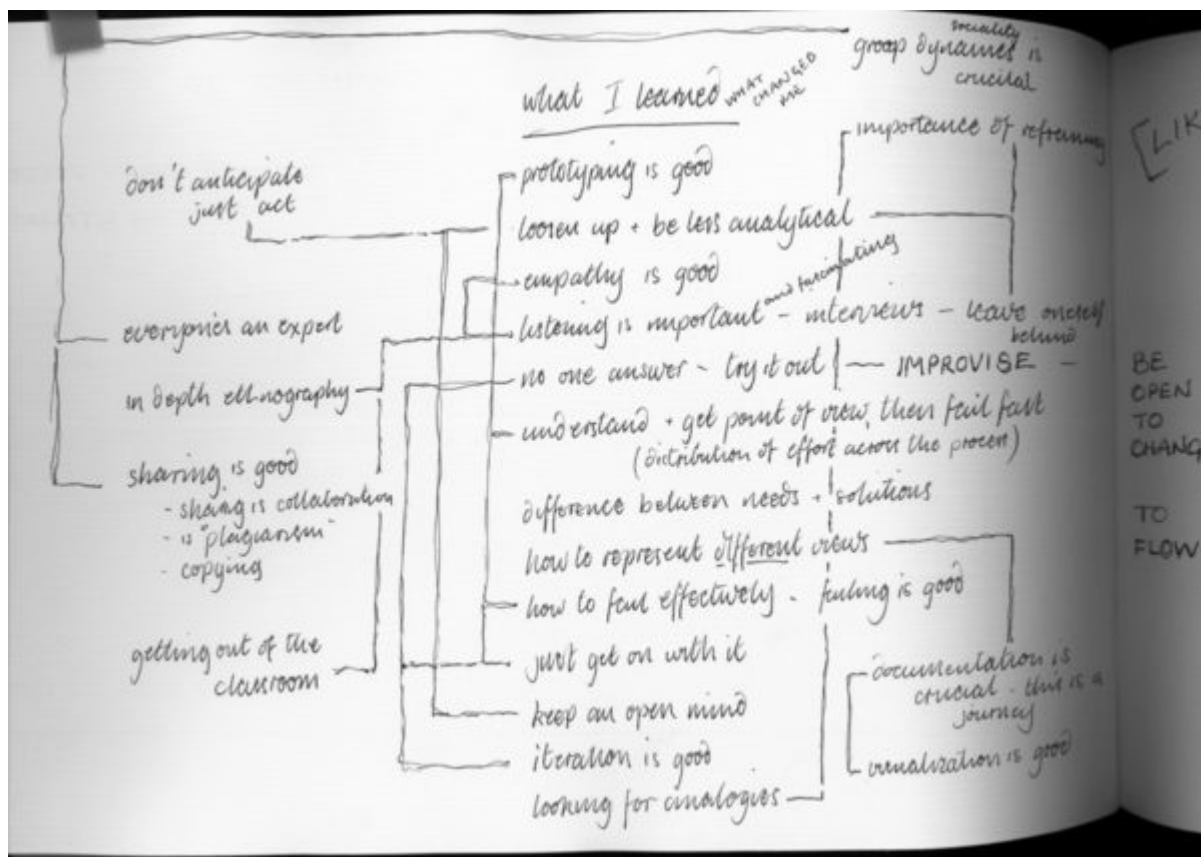 sociality
group dynamics is
crucial
what I learned
WHAT
CHANGED
ME
importance of reframing
[LIK
don't anticipate
just act
prototyping is good
loosen up + be less analytical
empathy is good
and fascinating
everyone's an expert
listening is important - interviews - leave oneself
behind
in depth ethnography
no one answer - try it out - IMPROVISE -
BE
OPEN
TO
CHANG
understand + get point of view, then fail fast
(distribution of effort across the process)
sharing is good
- sharing is collaboration
- is "plagiarism"
- copying
difference between needs + solutions
TO
FLOW
how to represent different views
how to fail effectively - failing is good
getting out of the
classroom
just get on with it
documentation is
crucial - this is a
journey
keep an open mind
iteration is good
visualization is good
looking for analogies